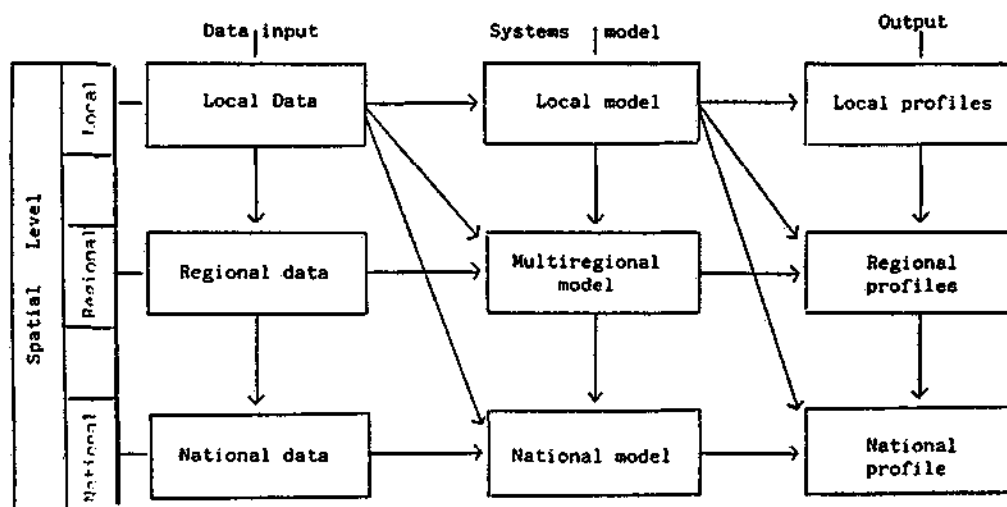 Data input
Systems model
Output
Spatial Level
Local
Local Data
Local model
Local profiles
Regional
Regional data
Multiregional
model
Regional
profiles
National
National data
National model
National
profile